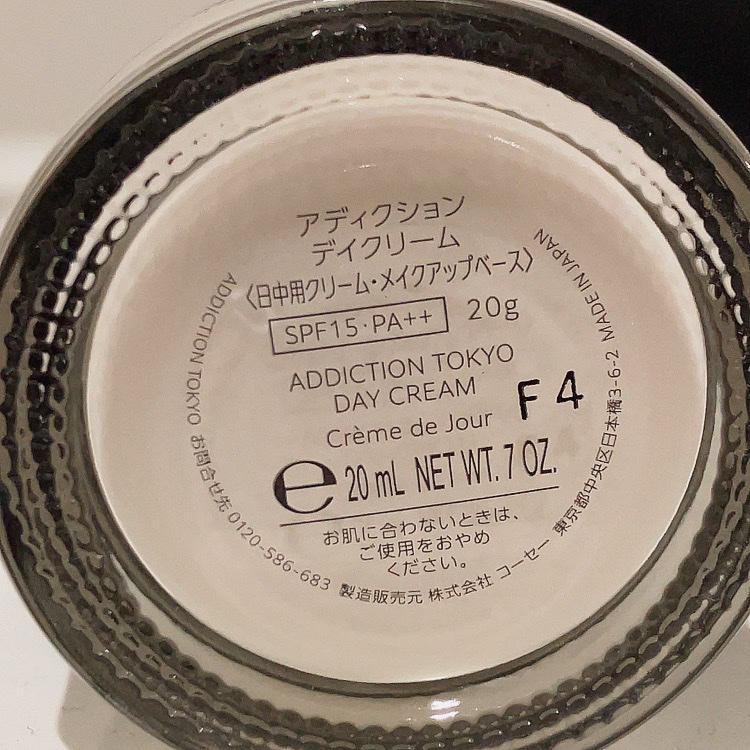 アディクション
デイクリーム
〈日中用クリーム・メイクアップベース〉
SPF15·PA++ 20g
ADDICTION TOKYO
DAY CREAM
Crème de Jour
F 4
℮ 20 mL NET WT. 7 OZ.
お肌に合わないときは、
ご使用をおやめ
ください。
ADDICTION TOKYO お問合せ先 0120-586-683 製造販売元 株式会社 コーセー 東京都中央区日本橋3-6-2 MADE IN JAPAN